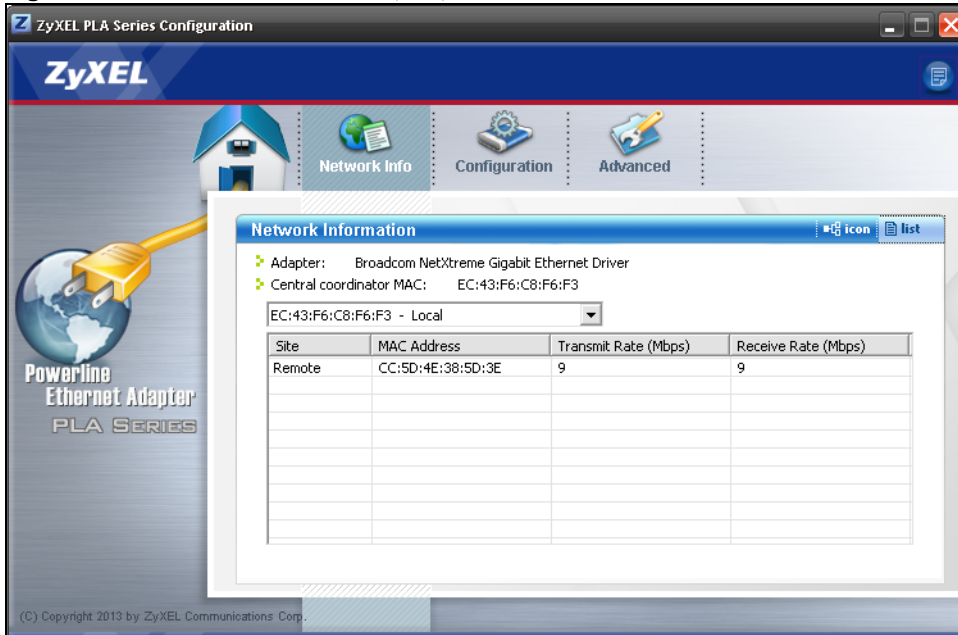 ZyXEL PLA Series Configuration
ZyXEL
Network Info
Configuration
Advanced
Network Information
icon
list
Adapter: Broadcom NetXtreme Gigabit Ethernet Driver
Central coordinator MAC: EC:43:F6:C8:F6:F3
EC:43:F6:C8:F6:F3 - Local
Site MAC Address Transmit Rate (Mbps) Receive Rate (Mbps)
Remote CC:5D:4E:38:5D:3E 9 9
Powerline
Ethernet Adapter
PLA SERIES
(C) Copyright 2013 by ZyXEL Communications Corp.